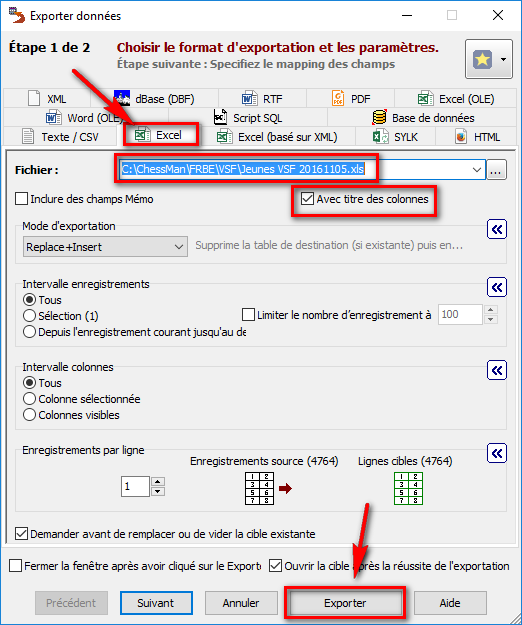 Exporter données
Étape 1 de 2
Choisir le format d'exportation et les paramètres.
Étape suivante : Specifiez le mapping des champs
XML
dBase (DBF)
RTF
PDF
Excel (OLE)
Word (OLE)
Script SQL
Base de données
Texte / CSV
Excel
Excel (basé sur XML)
SYLK
HTML
Fichier :
C:\ChessMan\FRBE\VSF\Jeunes VSF 20161105.xls
...
Inclure des champs Mémo
Avec titre des colonnes
Mode d'exportation
Replace+Insert
Supprime la table de destination (si existante) puis en...
Intervalle enregistrements
Tous
Sélection (1)
Limiter le nombre d'enregistrement à
100
Depuis l'enregistrement courant jusqu'au de
Intervalle colonnes
Tous
Colonne sélectionnée
Colonnes visibles
Enregistrements par ligne
1
Enregistrements source (4764)
1 2
3 4
5 6
7 8
Lignes cibles (4764)
1 2
3 4
5 6
7 8
Demander avant de remplacer ou de vider la cible existante
Fermer la fenêtre après avoir cliqué sur le Exporte
Ouvrir la cible après la réussite de l'exportation
Précédent
Suivant
Annuler
Exporter
Aide